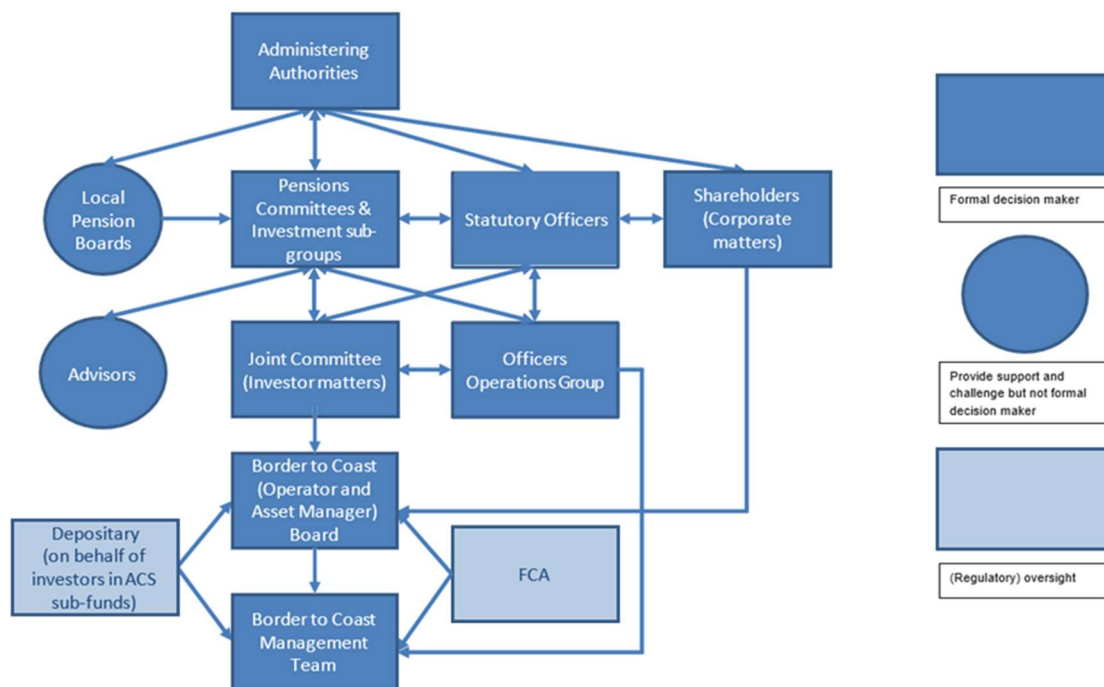 Administering
Authorities
Local
Pension
Boards
Pensions
Committees &
Investment sub-
groups
Statutory Officers
Shareholders
(Corporate
matters)
Formal decision maker
Advisors
Joint Committee
(Investor matters)
Officers
Operations Group
Provide support and
challenge but not formal
decision maker
Border to Coast
(Operator and
Asset Manager)
Board
Depositary
(on behalf of
investors in ACS
sub-funds)
FCA
(Regulatory) oversight
Border to Coast
Management
Team